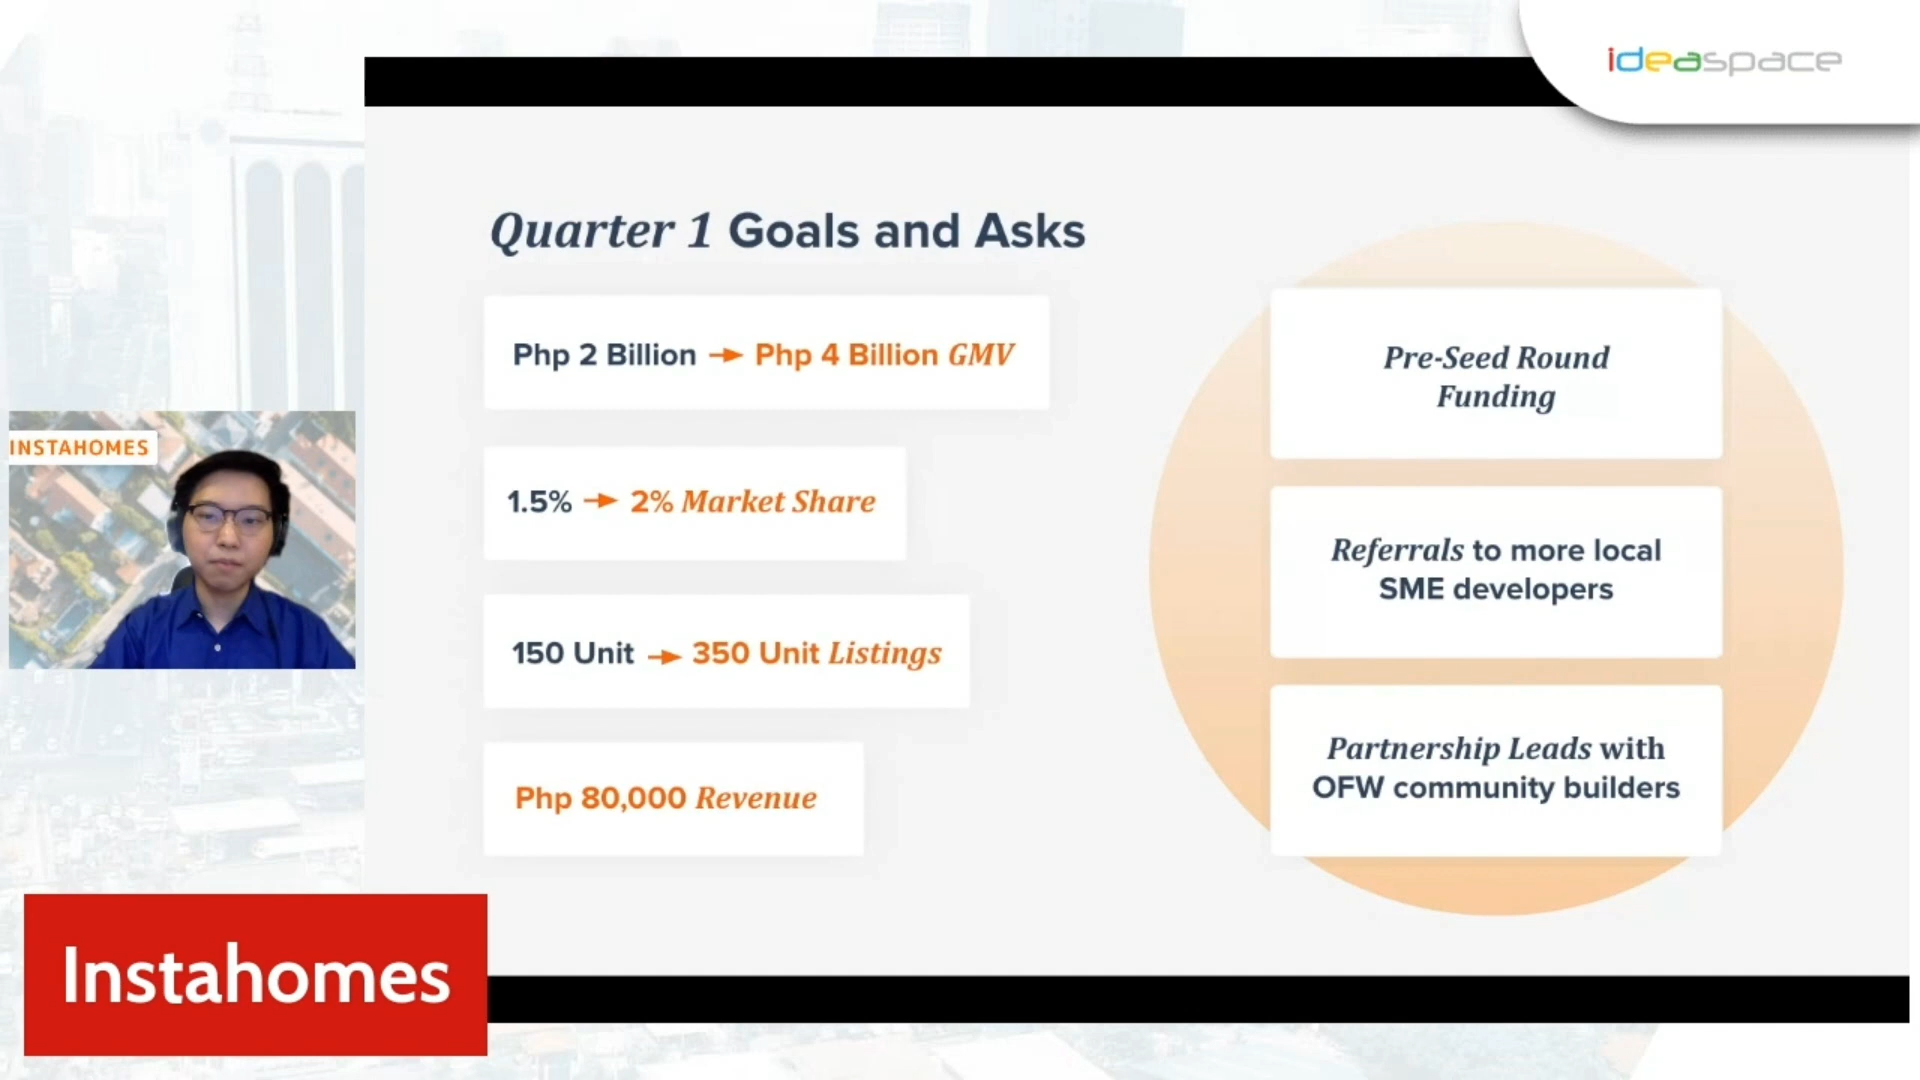 ideaspace
Quarter 1 Goals and Asks
Php 2 Billion → Php 4 Billion GMV
1.5% → 2% Market Share
150 Unit → 350 Unit Listings
Php 80,000 Revenue
Pre-Seed Round
Funding
Referrals to more local
SME developers
Partnership Leads with
OFW community builders
INSTAHOMES
Instahomes